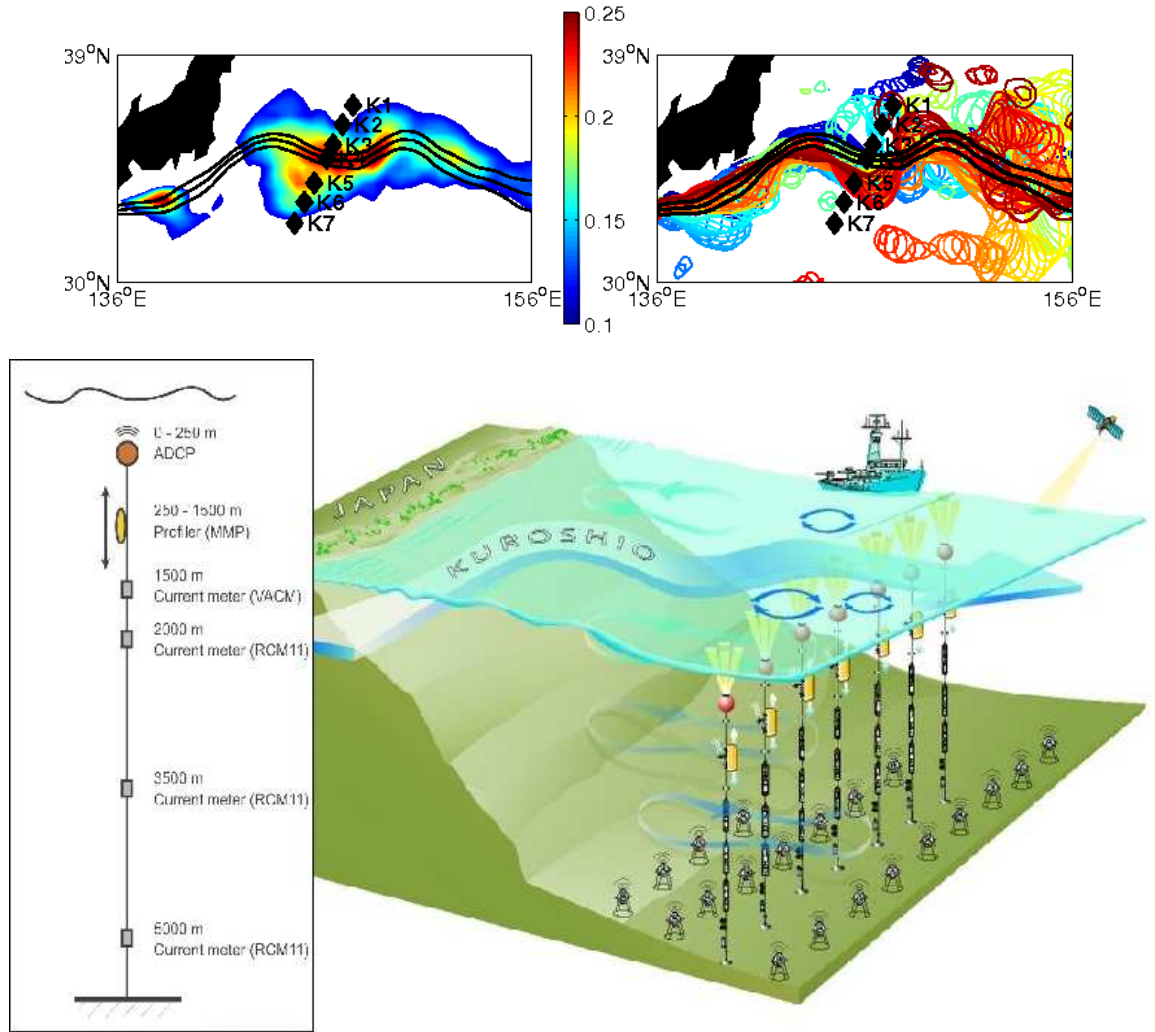 39°N
30°N
136°E
156°E
K1
K2
K3
K5
K6
K7
0.25
0.2
0.15
0.1
39°N
30°N
136°E
156°E
K1
K2
K3
K5
K6
K7
0 - 250 m
ADCP
250 - 1500 m
Profiler (MMP)
1500 m
Current meter (VACM)
2000 m
Current meter (RCM11)
3500 m
Current meter (RCM11)
5000 m
Current meter (RCM11)
JAPAN
KUROSHIO